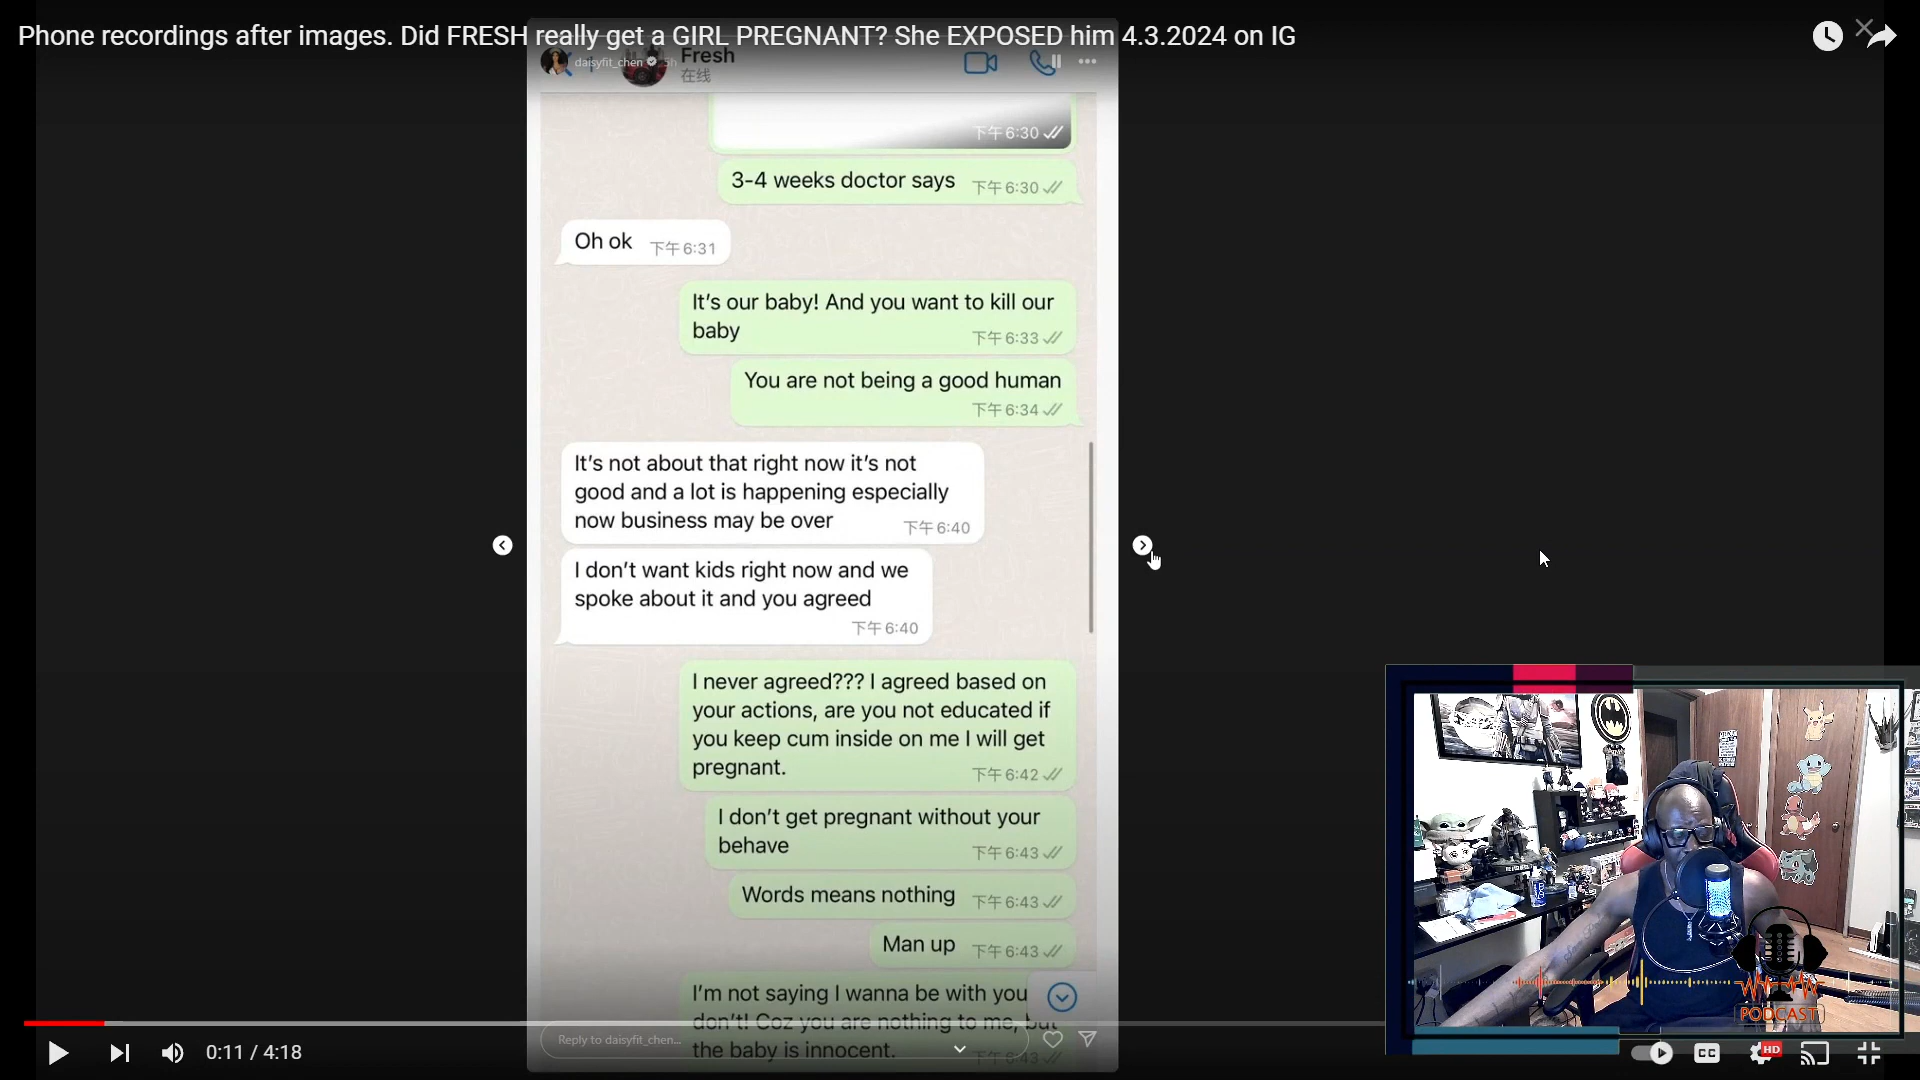 Phone recordings after images. Did FRESH really get a GIRL PREGNANT? She EXPOSED him 4.3.2024 on IG
daisyfit_chen 5h
Fresh
在线
下午6:30
3-4 weeks doctor says
下午6:30
Oh ok
下午6:31
It's our baby! And you want to kill our
baby
下午6:33
You are not being a good human
下午6:34
It's not about that right now it's not
good and a lot is happening especially
now business may be over
下午6:40
I don't want kids right now and we
spoke about it and you agreed
下午6:40
I never agreed??? I agreed based on
your actions, are you not educated if
you keep cum inside on me I will get
pregnant.
下午6:42
I don't get pregnant without your
behave
下午6:43
Words means nothing
下午6:43
Man up
下午6:43
I'm not saying I wanna be with you
don't! Coz you are nothing to me, but
the baby is innocent.
下午6:43
Reply to daisyfit_chen...
0:11 / 4:18
PODCAST
CC
HD